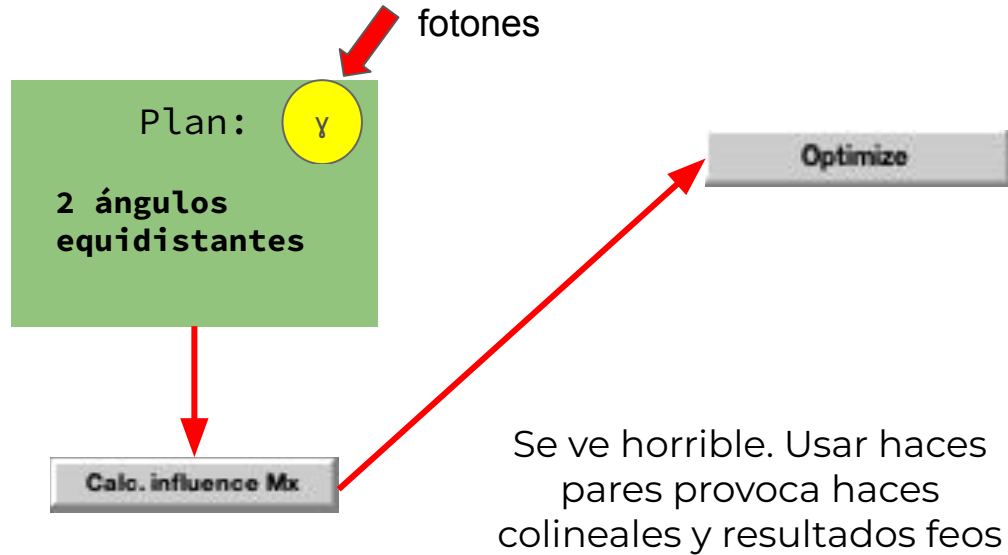 fotones
Plan: γ
2 ángulos
equidistantes
Optimize
Calc. influence Mx
Se ve horrible. Usar haces
pares provoca haces
colineales y resultados feos